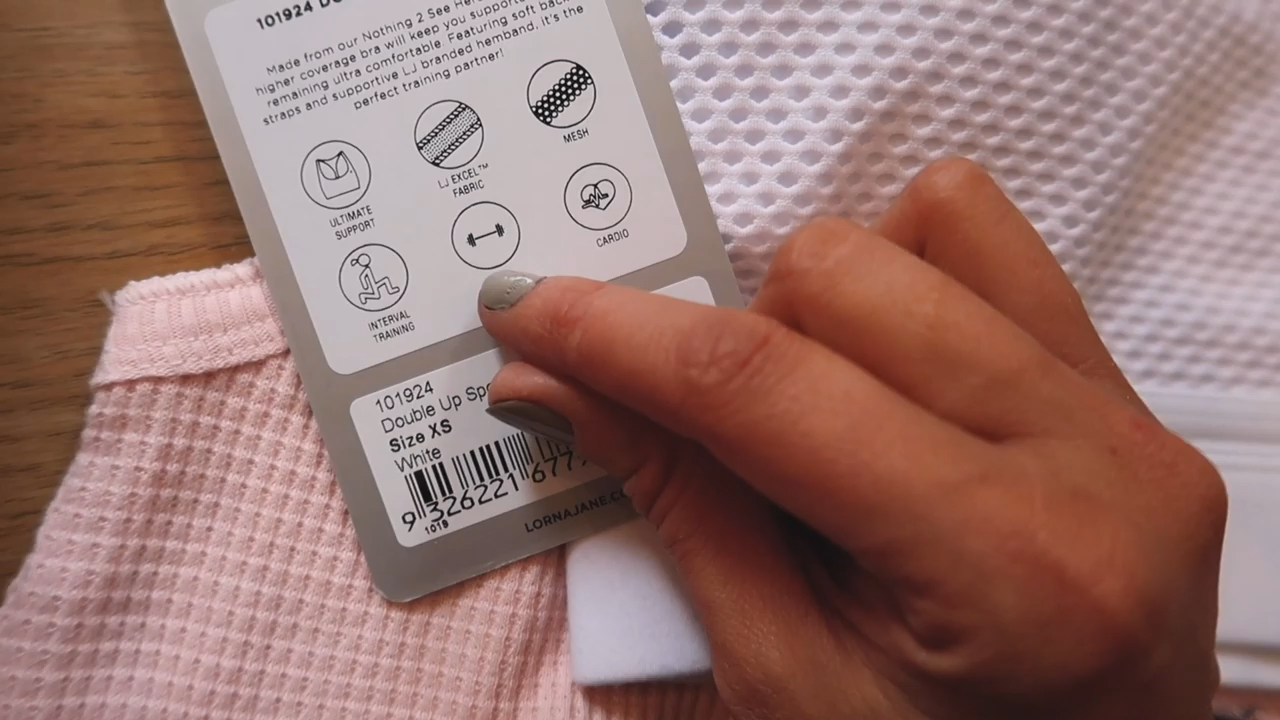 101924
Made from our Nothing 2 See Here
higher coverage bra will keep you
remaining ultra comfortable. Featuring soft
straps and supportive LJ branded hemband, it's the
perfect training partner!
ULTIMATE
SUPPORT
LJ EXCEL™
FABRIC
MESH
INTERVAL
TRAINING
CARDIO
101924
Double Up
Size XS
White
9 326221 677
1019
LORNAJANE.